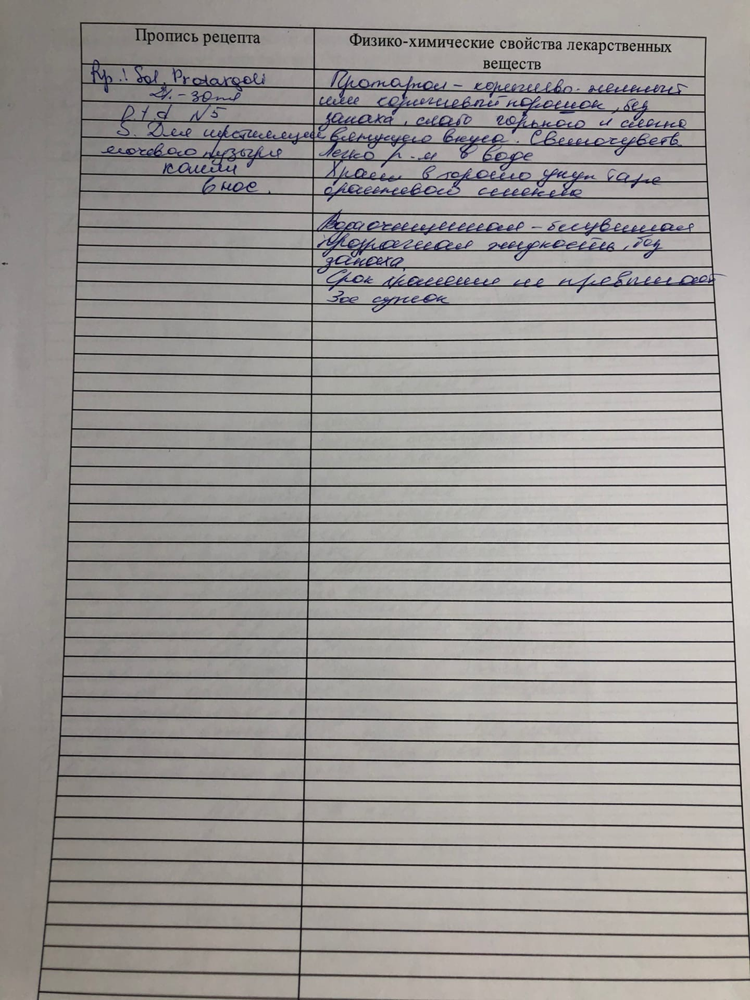 Пропись рецепта
Физико-химические свойства лекарственных
веществ
Rp.: Sol. Protargoli
2%-30ml
D.t.d N5
S. Для
мочевого пузыря
капли
в нос.
Протаргол - коричнево-желтый
или коричневый порошок, без
запаха, слабо горького и слегка
вяжущего вкуса. Светочувств
Легко р-м в воде
Храни в хорошо укуп таре
оранжевого стекла
Вода очищенная - бесцветная
прозрачная жидкость, без
запаха.
Срок хранения не превышает
3ое суток